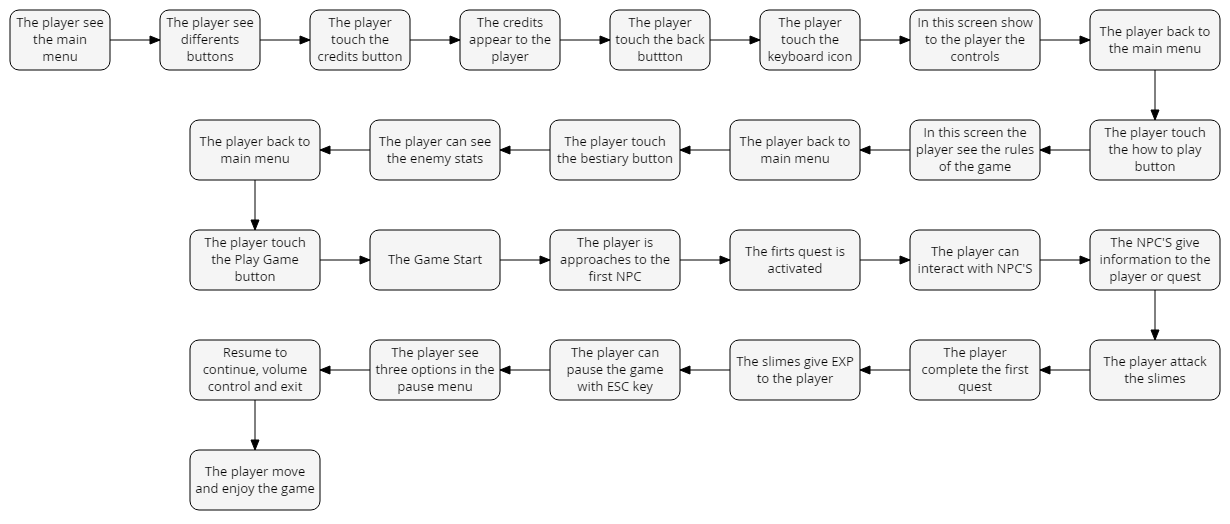 The player see
the main
menu
The player see
differents
buttons
The player
touch the
credits button
The credits
appear to the
player
The player
touch the back
buttton
The player
touch the
keyboard icon
In this screen show
to the player the
controls
The player back to
the main menu
The player touch
the how to play
button
In this screen the
player see the rules
of the game
The player back to
main menu
The player touch
the bestiary button
The player can see
the enemy stats
The player back to
main menu
The player touch
the Play Game
button
The Game Start
The player is
approaches to the
first NPC
The firts quest is
activated
The player can
interact with NPC'S
The NPC'S give
information to the
player or quest
The player attack
the slimes
The player
complete the first
quest
The slimes give EXP
to the player
The player can
pause the game
with ESC key
The player see
three options in the
pause menu
Resume to
continue, volume
control and exit
The player move
and enjoy the game